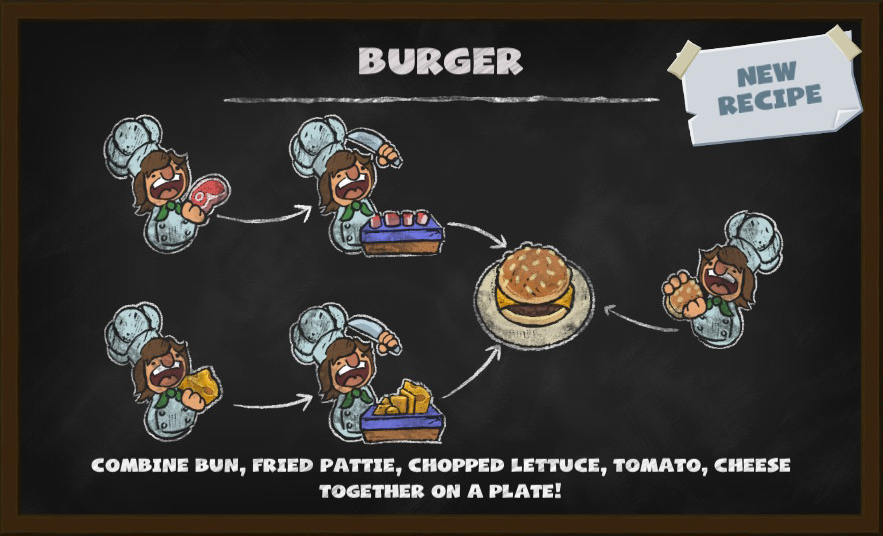 BURGER
NEW
RECIPE
COMBINE BUN, FRIED PATTIE, CHOPPED LETTUCE, TOMATO, CHEESE
TOGETHER ON A PLATE!